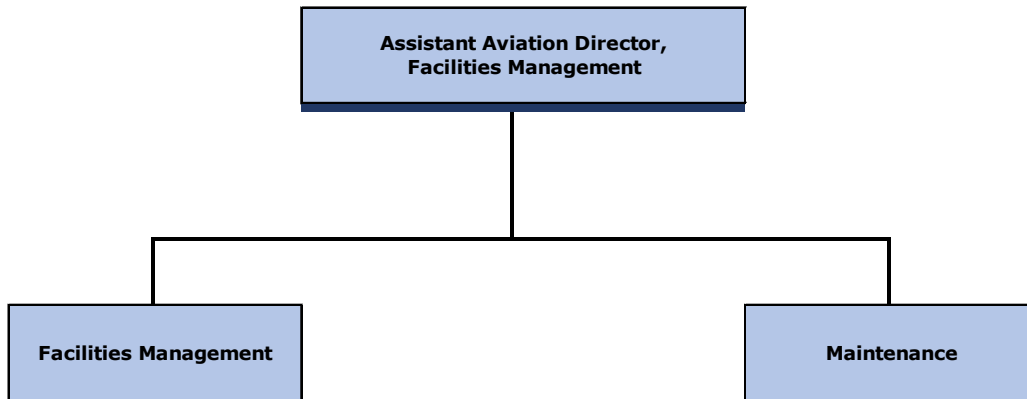 Assistant Aviation Director,
Facilities Management
Facilities Management
Maintenance